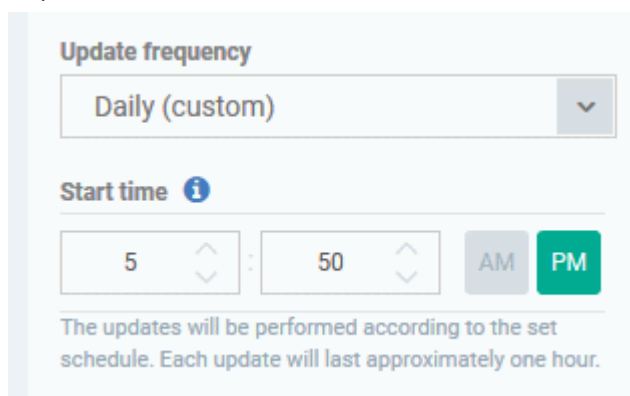 Update frequency
Daily (custom)
Start time
5 : 50 AM PM
The updates will be performed according to the set
schedule. Each update will last approximately one hour.